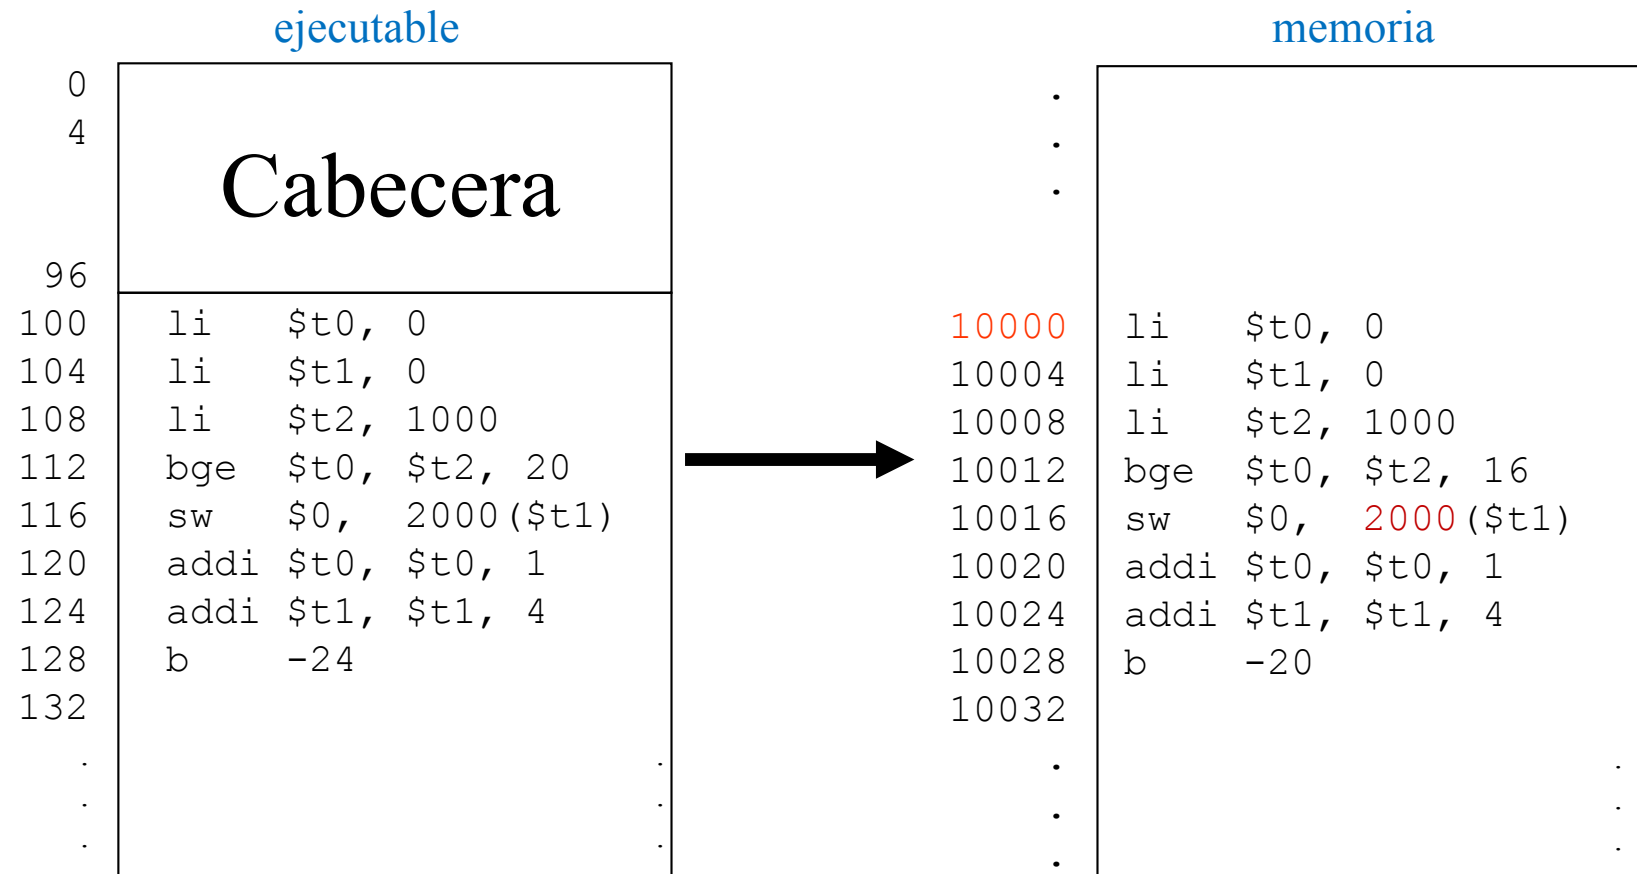 ejecutable
0
4
Cabecera
96
100 li $t0, 0
104 li $t1, 0
108 li $t2, 1000
112 bge $t0, $t2, 20
116 sw $0, 2000($t1)
120 addi $t0, $t0, 1
124 addi $t1, $t1, 4
128 b -24
132
.
.
.
memoria
.
.
.
10000 li $t0, 0
10004 li $t1, 0
10008 li $t2, 1000
10012 bge $t0, $t2, 16
10016 sw $0, 2000($t1)
10020 addi $t0, $t0, 1
10024 addi $t1, $t1, 4
10028 b -20
10032
.
.
.